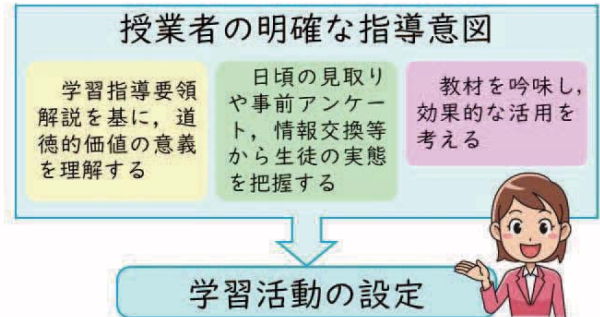 授業者の明確な指導意図
学習指導要領
解説を基に，道
徳的価値の意義
を理解する
日頃の見取り
や事前アンケー
ト，情報交換等
から生徒の実態
を把握する
教材を吟味し，
効果的な活用を
考える
学習活動の設定